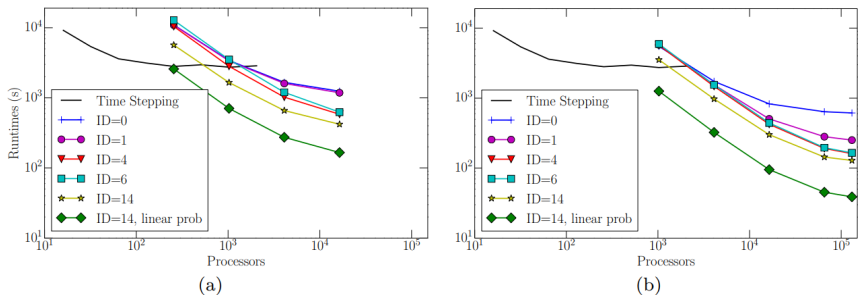 10^4
10^3
10^2
10^1
Runtimes (s)
Time Stepping
ID=0
ID=1
ID=4
ID=6
ID=14
ID=14, linear prob
10^1
10^2
10^3
10^4
10^5
Processors
(a)
10^4
10^3
10^2
10^1
Time Stepping
ID=0
ID=1
ID=4
ID=6
ID=14
ID=14, linear prob
10^1
10^2
10^3
10^4
10^5
Processors
(b)